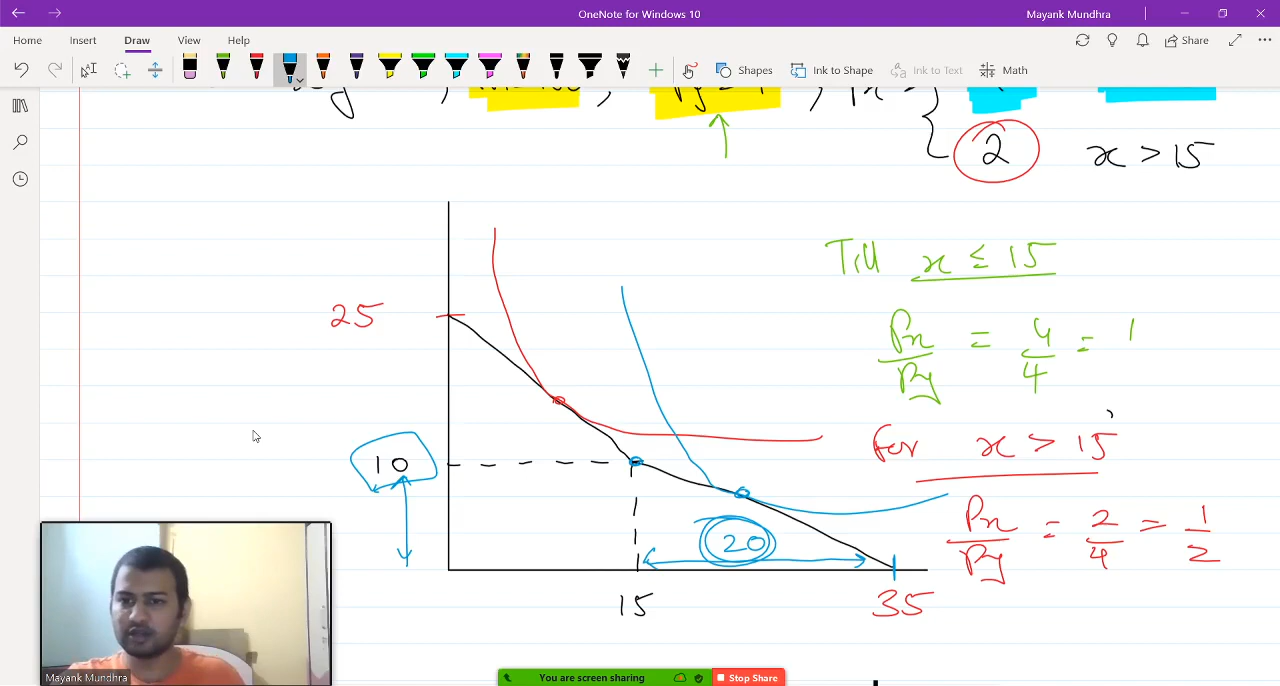 OneNote for Windows 10
Mayank Mundhra
Home Insert Draw View Help
Share
Shapes
Ink to Shape
Ink to Text
Math
2 x > 15
Till x ≤ 15
25
Px/Py = 4/4 = 1
10
for x > 15
20
Px/Py = 2/4 = 1/2
15
35
Mayank Mundhra
You are screen sharing
Stop Share